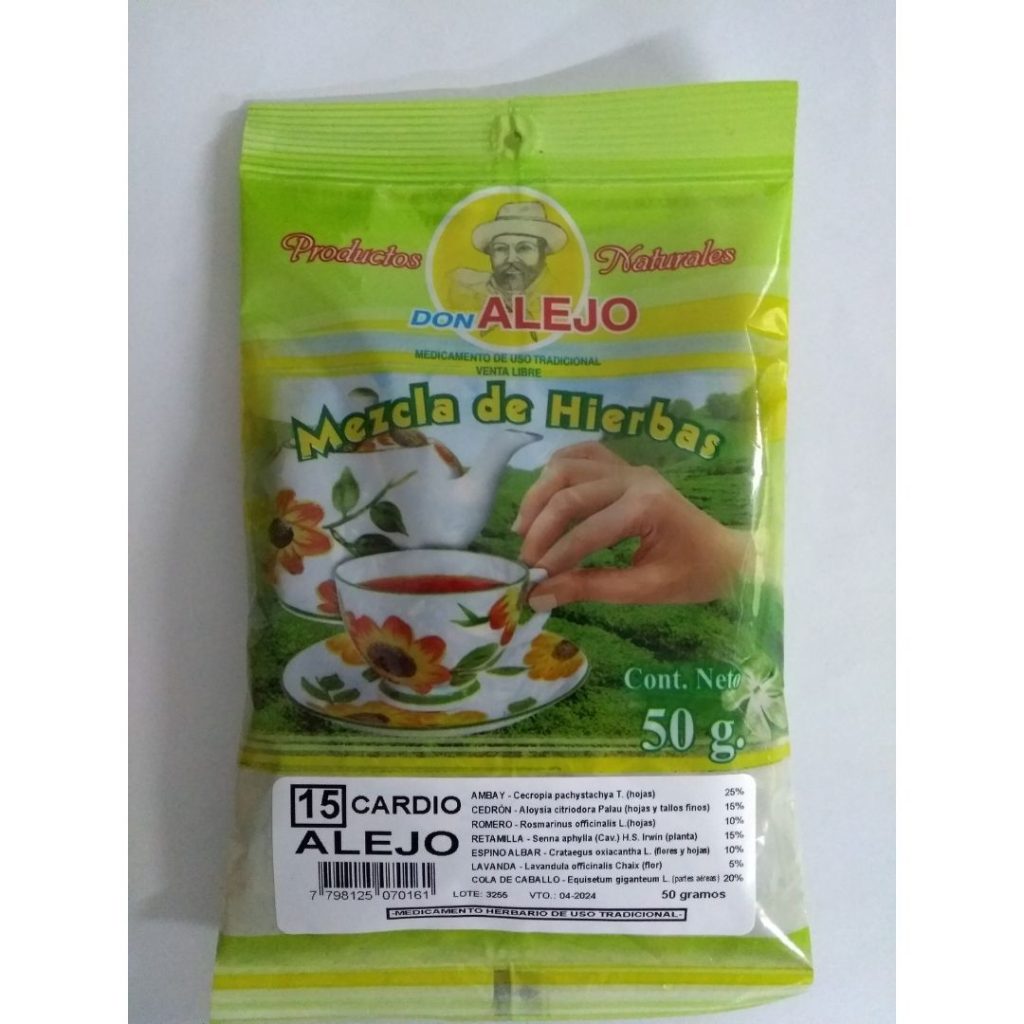 Productos Naturales
DON ALEJO
MEDICAMENTO DE USO TRADICIONAL
VENTA LIBRE
Mezcla de Hierbas
Cont. Neto
50 g.
15 CARDIO
ALEJO
AMBAY - Cecropia pachystachya T. (hojas) 25%
CEDRÓN - Aloysia citriodora Palau (hojas y tallos finos) 15%
ROMERO - Rosmarinus officinalis L.(hojas) 10%
RETAMILLA - Senna aphylla (Cav.) H.S. Irwin (planta) 15%
ESPINO ALBAR - Crataegus oxiacantha L. (flores y hojas) 10%
LAVANDA - Lavandula officinalis Chaix (flor) 5%
COLA DE CABALLO - Equisetum giganteum L. (partes aéreas) 20%
7 798125 070161
LOTE: 3255 VTO.: 04-2024 50 gramos
-MEDICAMENTO HERBARIO DE USO TRADICIONAL-